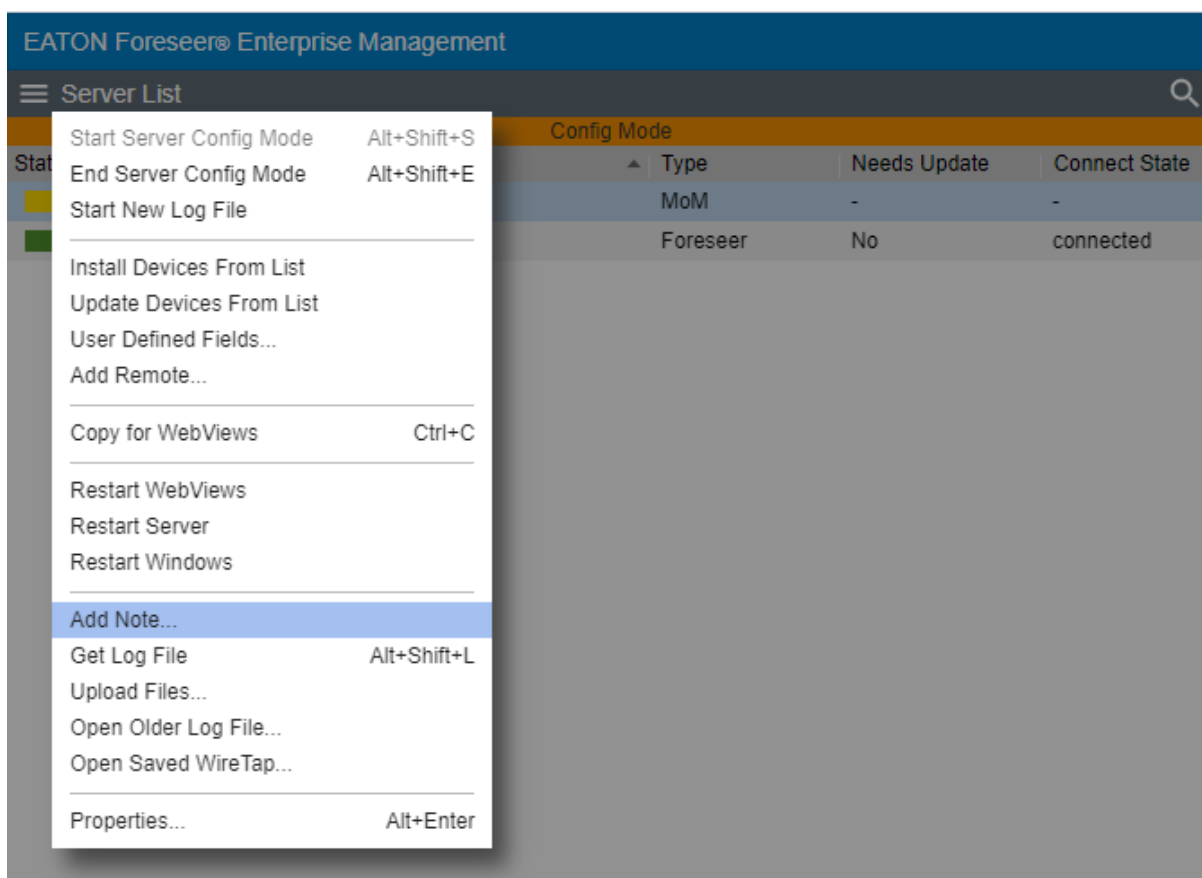 EATON Foreseer® Enterprise Management
Server List
Config Mode
Stat Type Needs Update Connect State
MoM - -
Foreseer No connected
Start Server Config Mode Alt+Shift+S
End Server Config Mode Alt+Shift+E
Start New Log File
Install Devices From List
Update Devices From List
User Defined Fields...
Add Remote...
Copy for WebViews Ctrl+C
Restart WebViews
Restart Server
Restart Windows
Add Note...
Get Log File Alt+Shift+L
Upload Files...
Open Older Log File...
Open Saved WireTap...
Properties... Alt+Enter